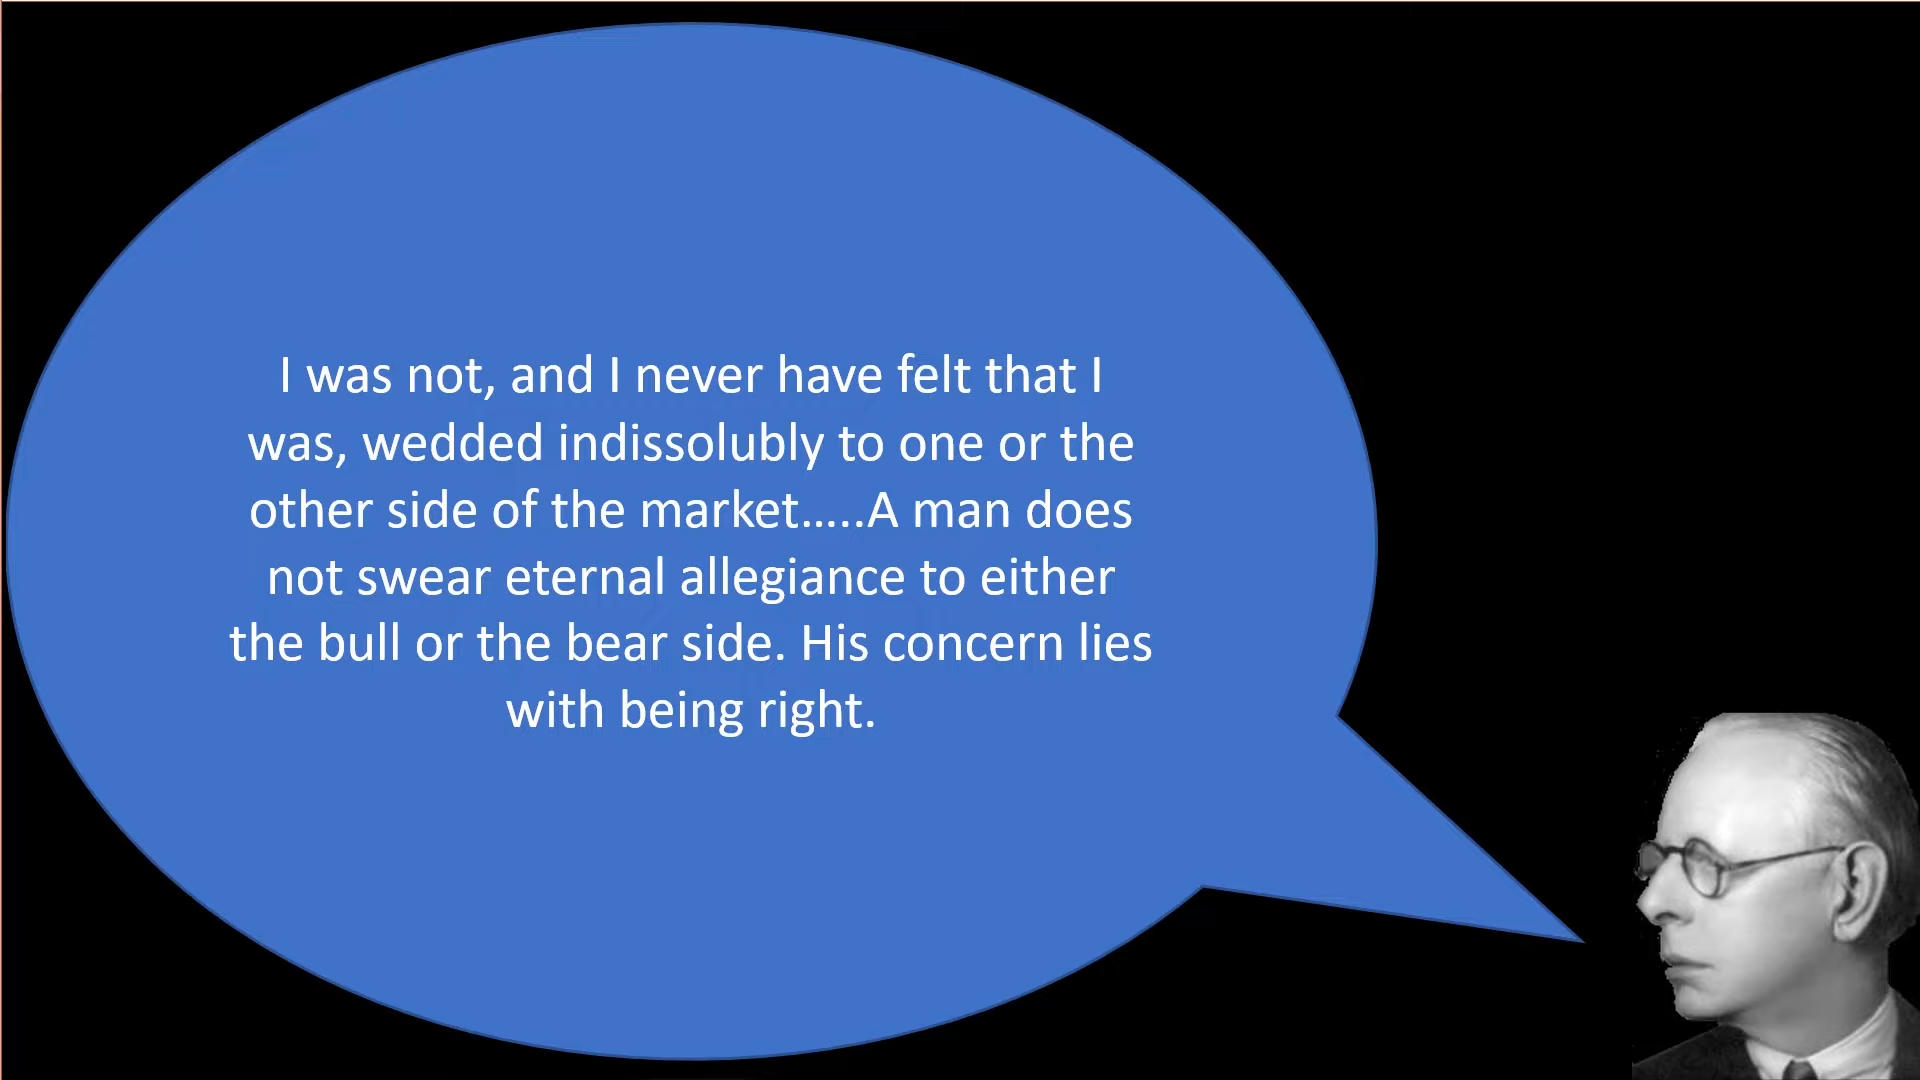 I was not, and I never have felt that I
was, wedded indissolubly to one or the
other side of the market…..A man does
not swear eternal allegiance to either
the bull or the bear side. His concern lies
with being right.